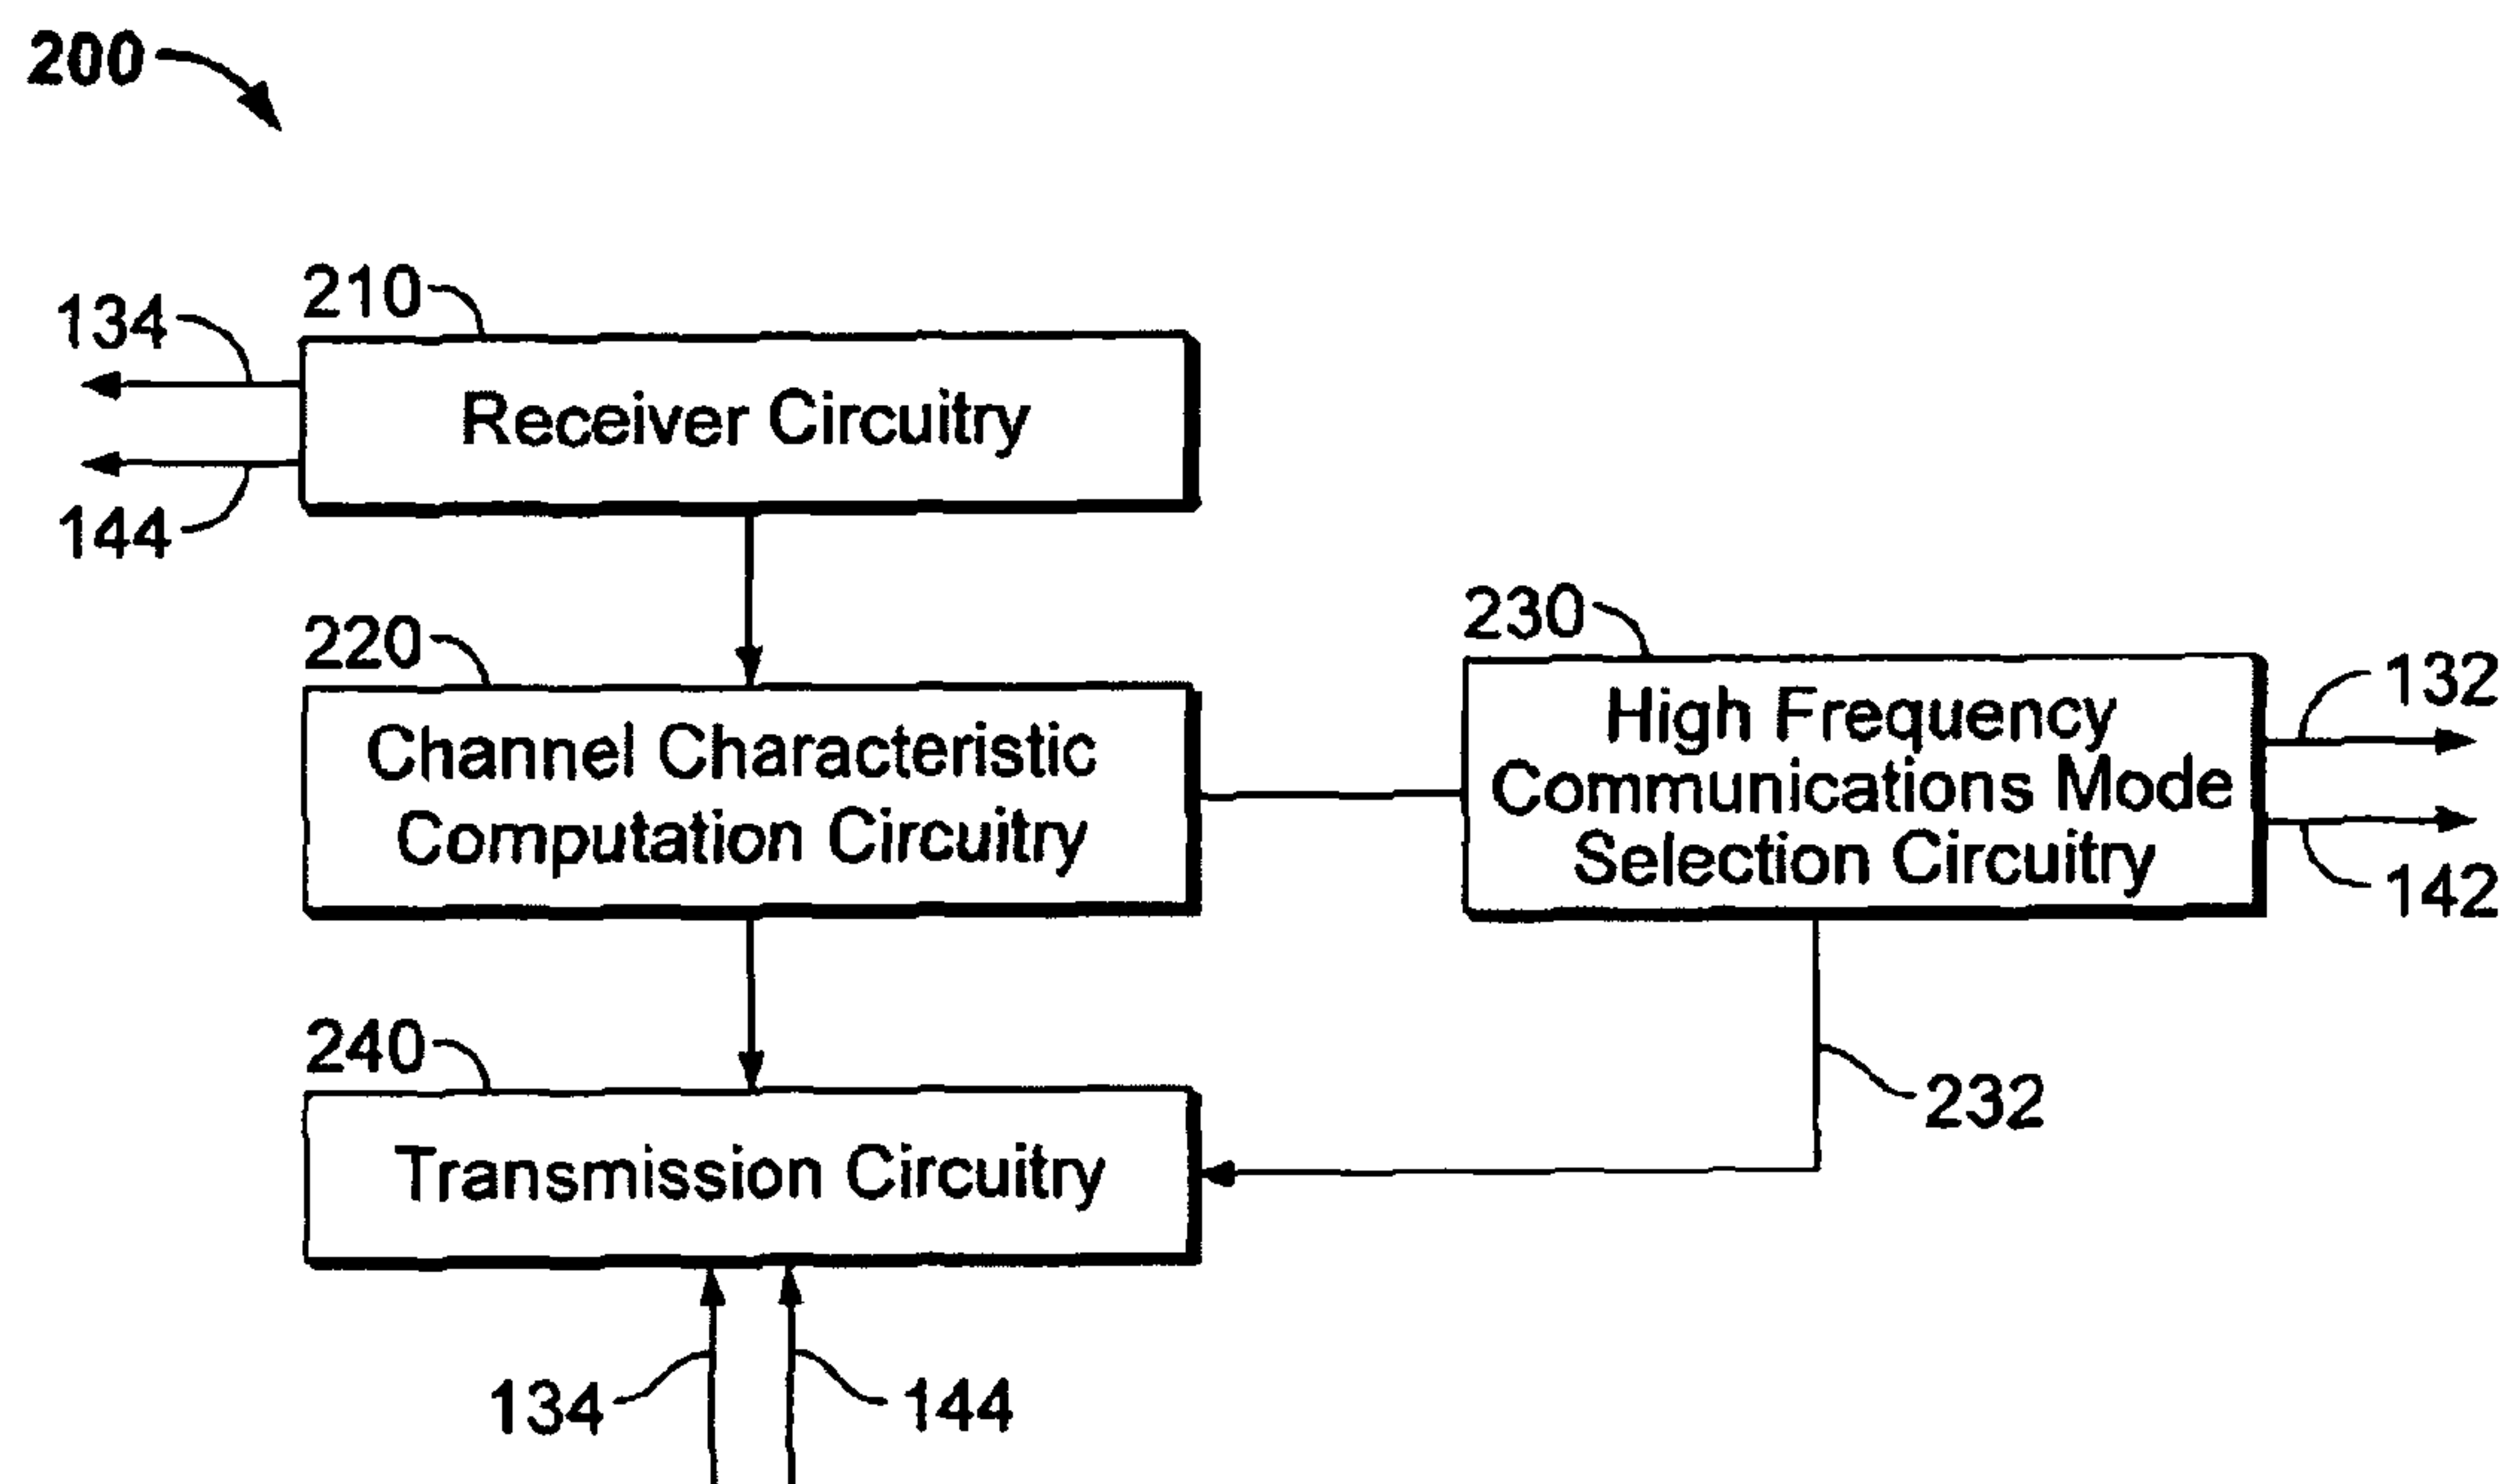 200
210
134
Receiver Circuitry
144
220
230
132
High Frequency
Communications Mode
Selection Circuitry
142
Channel Characteristic
Computation Circuitry
240
232
Transmission Circuitry
134
144